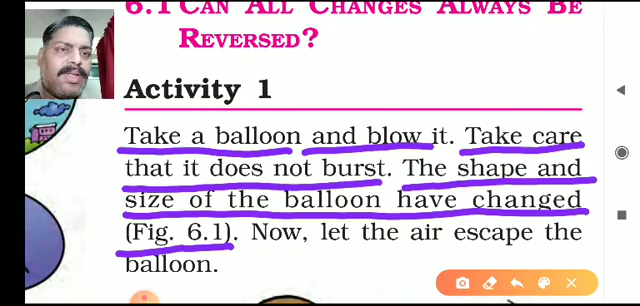 6.1 CAN ALL CHANGES ALWAYS BE
REVERSED?
Activity 1
Take a balloon and blow it. Take care
that it does not burst. The shape and
size of the balloon have changed
(Fig. 6.1). Now, let the air escape the
balloon.